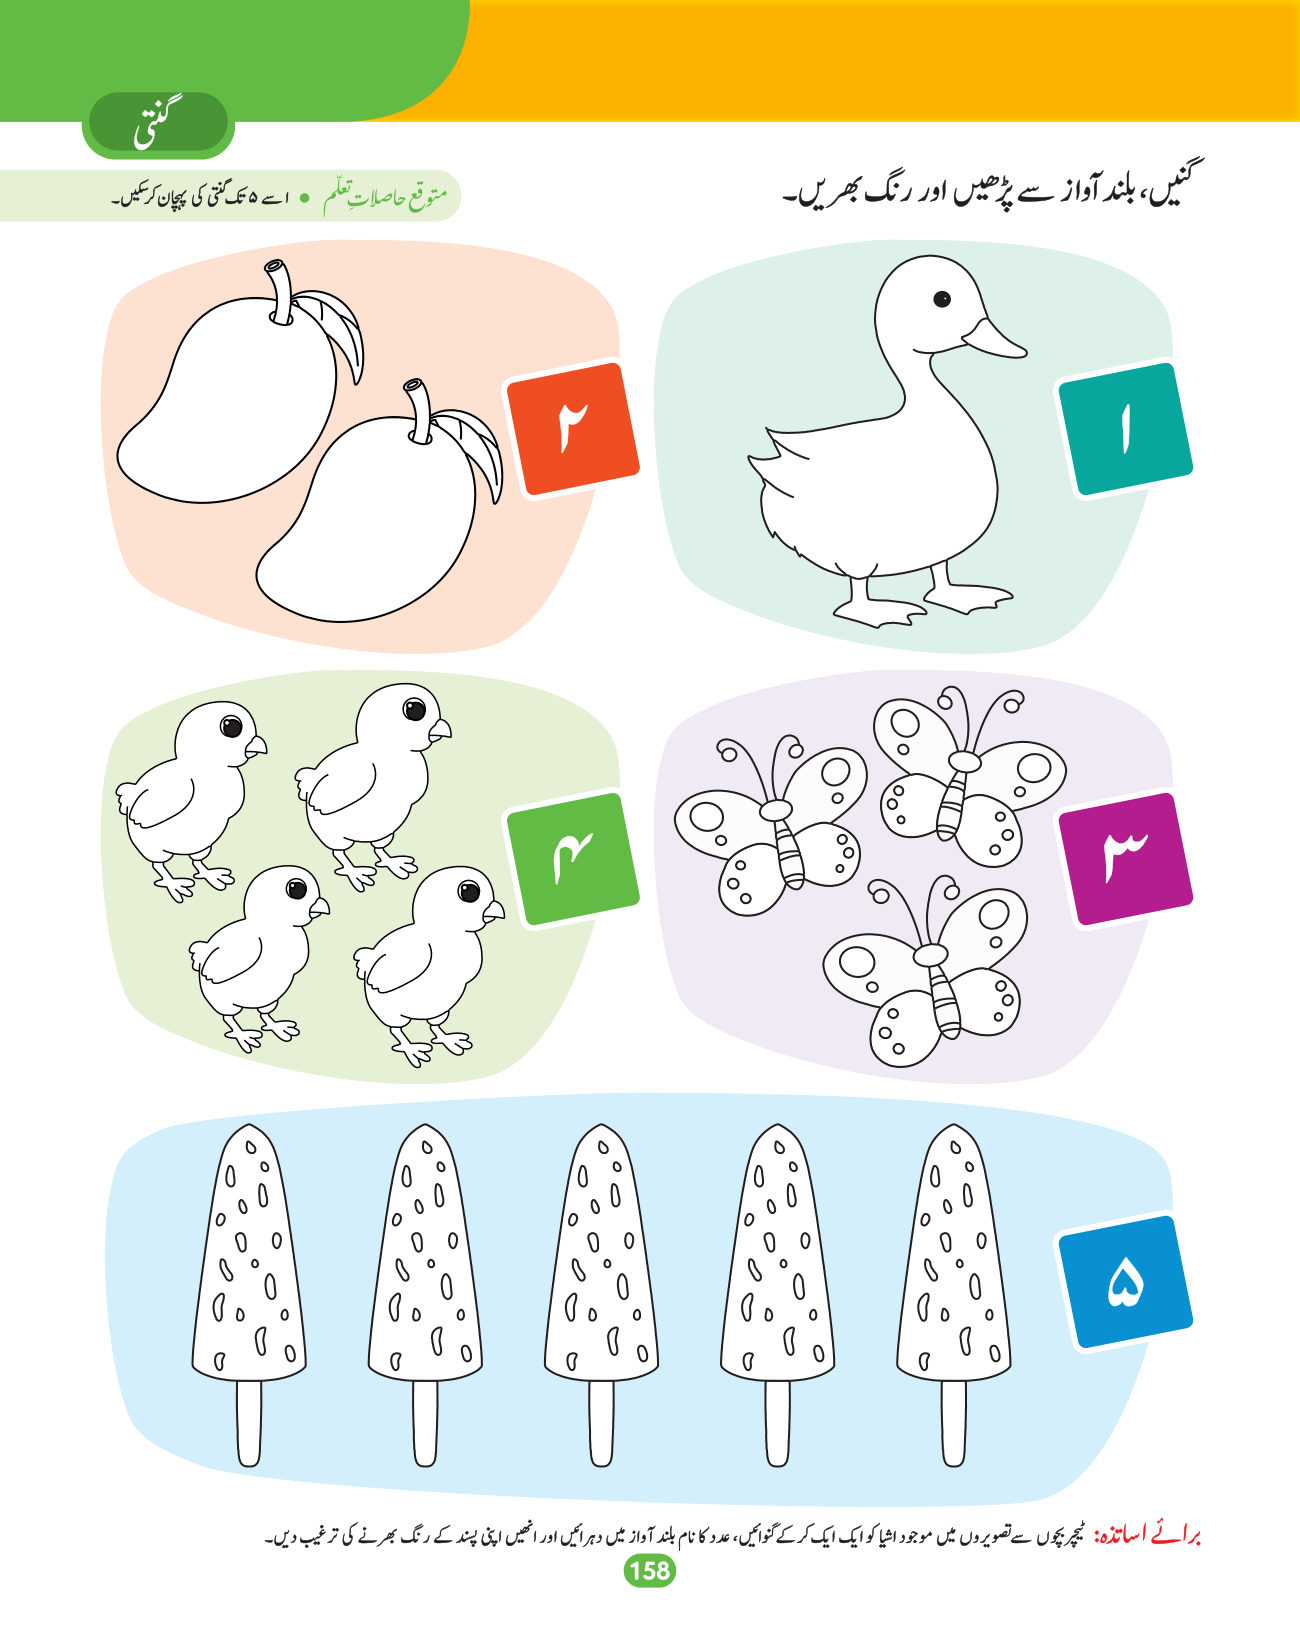 گنتی
گنیں، بلند آواز سے پڑھیں اور رنگ بھریں۔
متوقع حاصلاتِ تعلّم • ۱ سے ۵ تک گنتی کی پہچان کر سکیں۔
۱
۲
۳
۴
۵
برائے اساتذہ: ٹیچر بچوں سے تصویروں میں موجود اشیا کو ایک ایک کر کے گنوائیں، عدد کا نام بلند آواز میں دہرائیں اور انھیں اپنی پسند کے رنگ بھرنے کی ترغیب دیں۔
158